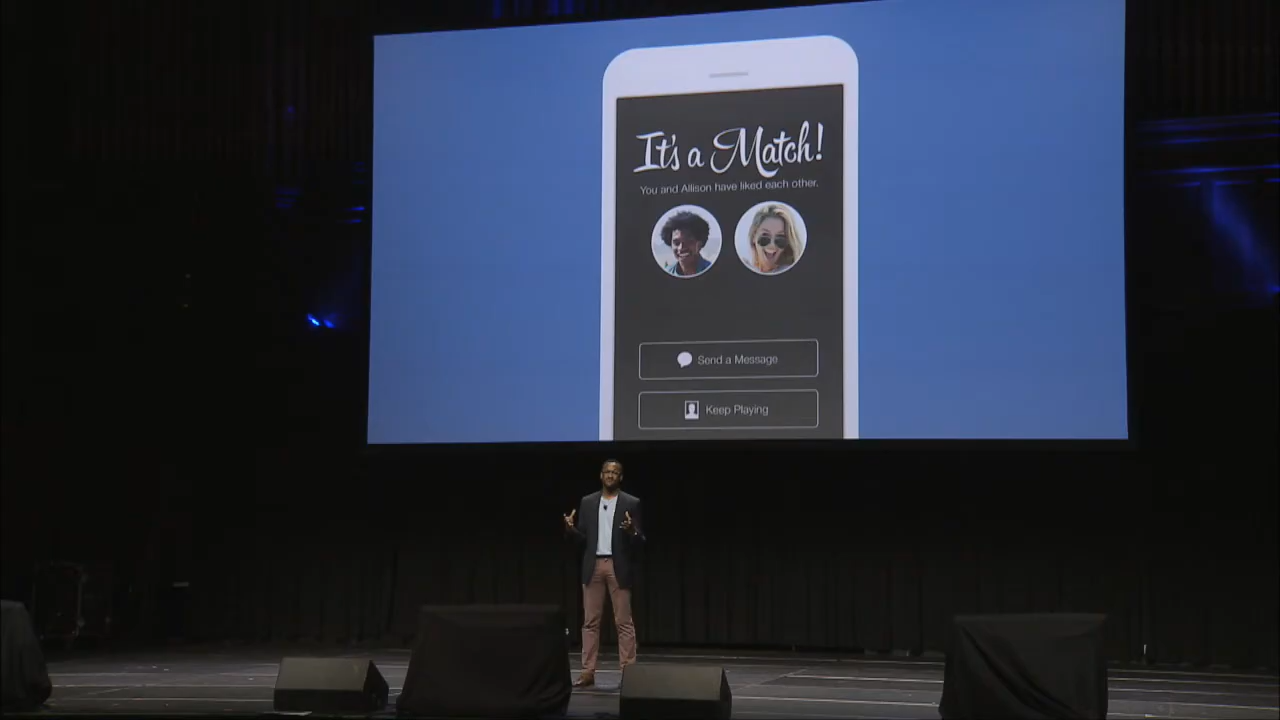 It's a Match!
You and Allison have liked each other.
Send a Message
Keep Playing